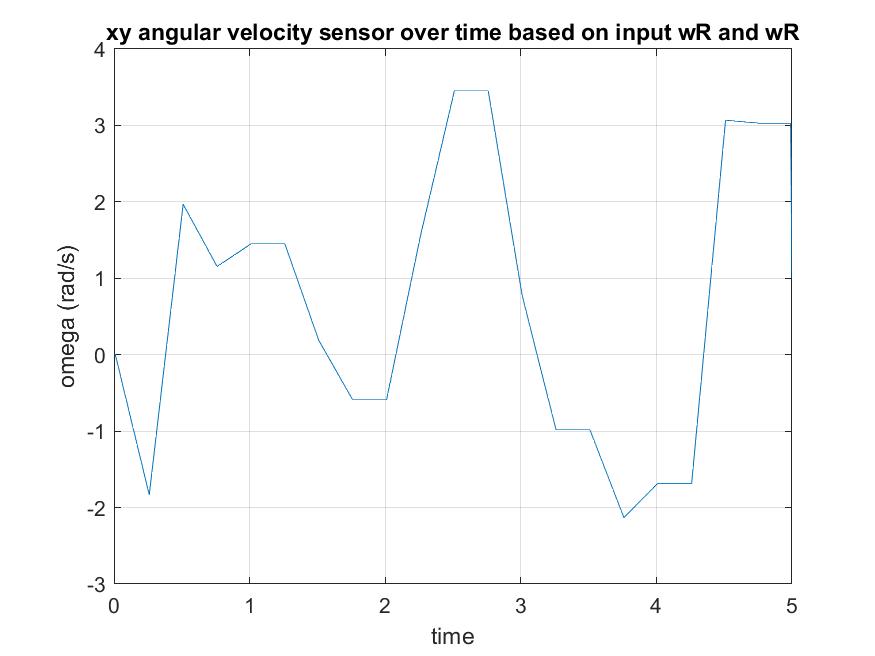 xy angular velocity sensor over time based on input wR and wR
4
3
2
1
0
-1
-2
-3
omega (rad/s)
0 1 2 3 4 5
time